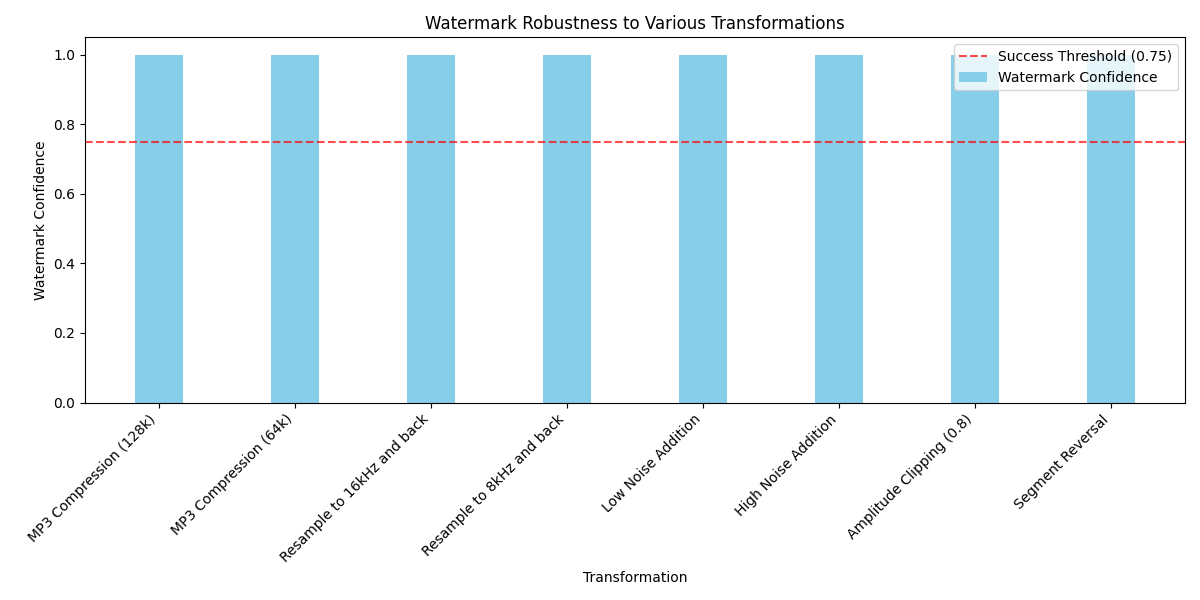 Watermark Robustness to Various Transformations
Success Threshold (0.75)
Watermark Confidence
Watermark Confidence
1.0
0.8
0.6
0.4
0.2
0.0
MP3 Compression (128k)
MP3 Compression (64k)
Resample to 16kHz and back
Resample to 8kHz and back
Low Noise Addition
High Noise Addition
Amplitude Clipping (0.8)
Segment Reversal
Transformation